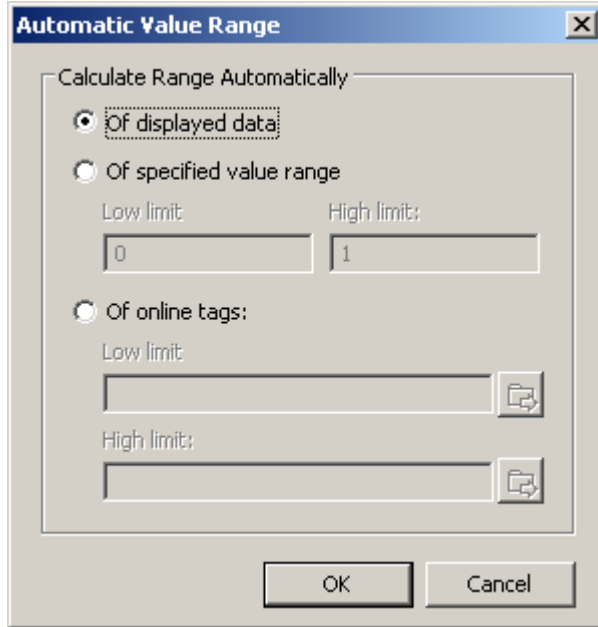 Automatic Value Range
Calculate Range Automatically
Of displayed data
Of specified value range
Low limit High limit:
0 1
Of online tags:
Low limit
High limit:
OK Cancel